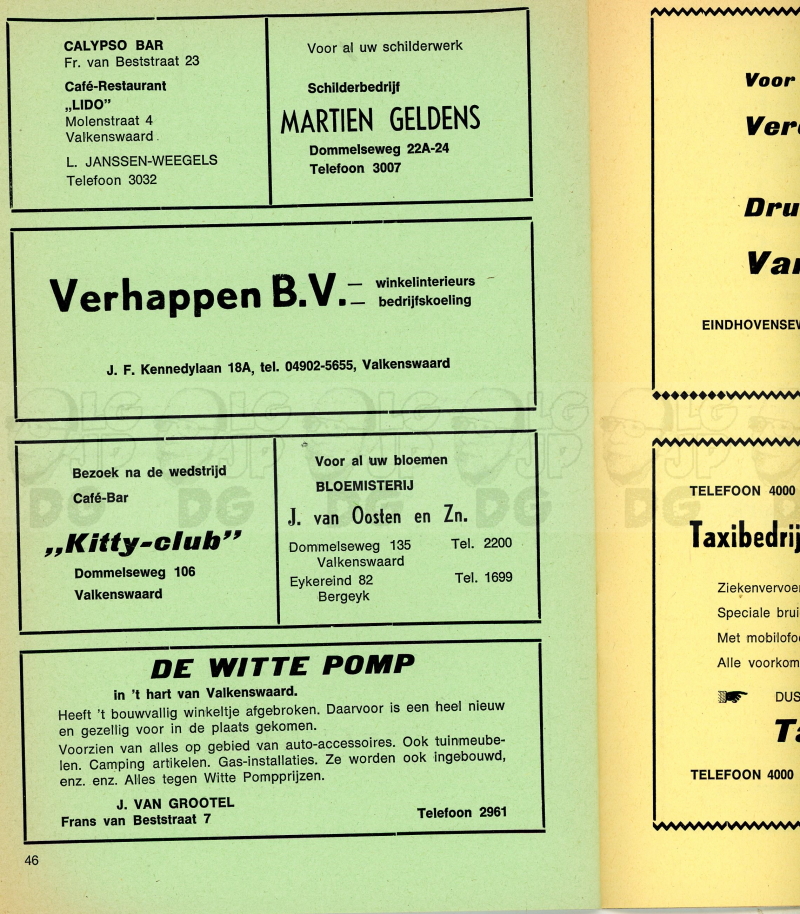 CALYPSO BAR
Fr. van Beststraat 23
Café-Restaurant
„LIDO”
Molenstraat 4
Valkenswaard
L. JANSSEN-WEEGELS
Telefoon 3032
Voor al uw schilderwerk
Schilderbedrijf
MARTIEN GELDENS
Dommelseweg 22A-24
Telefoon 3007
Verhappen B.V.
— winkelinterieurs
— bedrijfskoeling
J. F. Kennedylaan 18A, tel. 04902-5655, Valkenswaard
Bezoek na de wedstrijd
Café-Bar
„Kitty-club”
Dommelseweg 106
Valkenswaard
Voor al uw bloemen
BLOEMISTERIJ
J. van Oosten en Zn.
Dommelseweg 135 Tel. 2200
Valkenswaard
Eykereind 82 Tel. 1699
Bergeyk
DE WITTE POMP
in 't hart van Valkenswaard.
Heeft 't bouwvallig winkeltje afgebroken. Daarvoor is een heel nieuw
en gezellig voor in de plaats gekomen.
Voorzien van alles op gebied van auto-accessoires. Ook tuinmeube-
len. Camping artikelen. Gas-installaties. Ze worden ook ingebouwd,
enz. enz. Alles tegen Witte Pompprijzen.
J. VAN GROOTEL
Frans van Beststraat 7 Telefoon 2961
46
Voor
Dru
Van
EINDHOVENSEW
TELEFOON 4000
Taxibedrij
Ziekenvervoer
Speciale brui
Met mobilofo
Alle voorkom
DUS
Ta
TELEFOON 4000